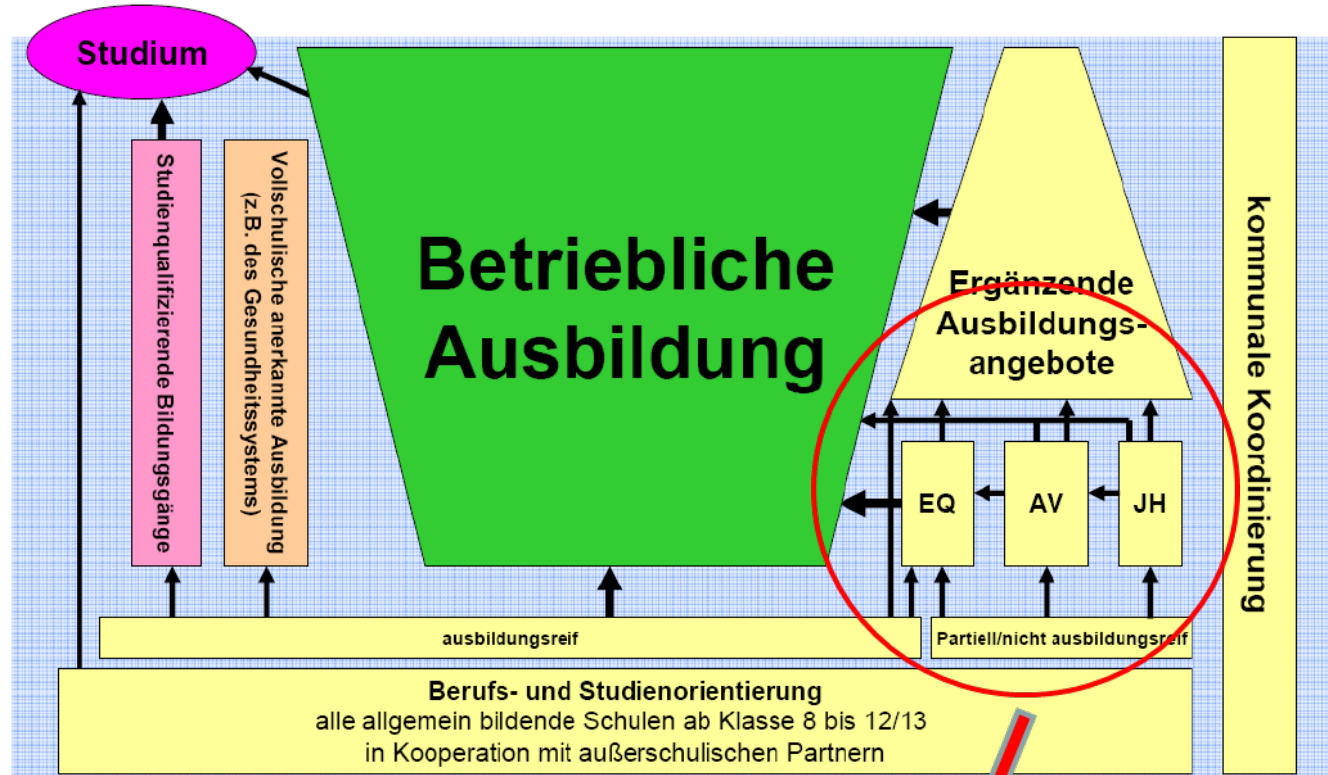 Studium
Studienqualifizierende Bildungsgänge
Vollschulische anerkannte Ausbildung
(z.B. des Gesundheitssystems)
Betriebliche
Ausbildung
Ergänzende
Ausbildungs-
angebote
EQ
AV
JH
kommunale Koordinierung
ausbildungsreif
Partiell/nicht ausbildungsreif
Berufs- und Studienorientierung
alle allgemein bildende Schulen ab Klasse 8 bis 12/13
in Kooperation mit außerschulischen Partnern